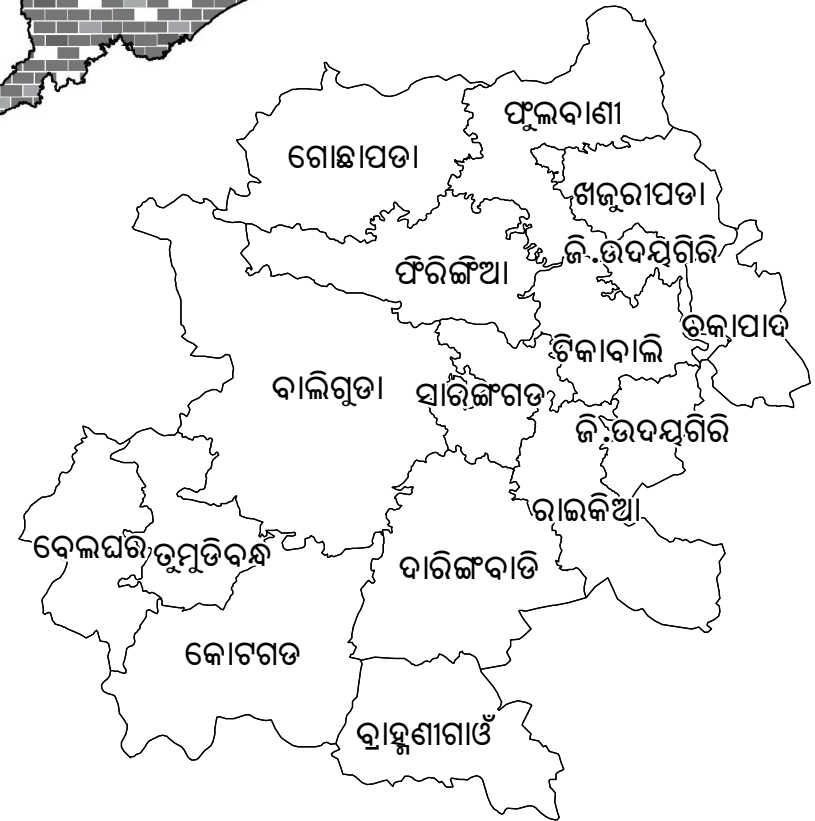 ଫୁଲବାଣୀ
ଗୋଛାପଡା
ଖଜୁରୀପଡା
ଜି.ଉଦୟଗିରି
ଫିରିଙ୍ଗିଆ
ଚକାପାଦ
ଟିକାବାଲି
ବାଲିଗୁଡା
ସାରଙ୍ଗଗଡ
ଜି.ଉଦୟଗିରି
ରାଇକିଆ
ବେଲଘର
ତୁମୁଡିବନ୍ଧ
ଦାରିଙ୍ଗବାଡି
କୋଟଗଡ
ବ୍ରାହ୍ମଣୀଗାଓଁ